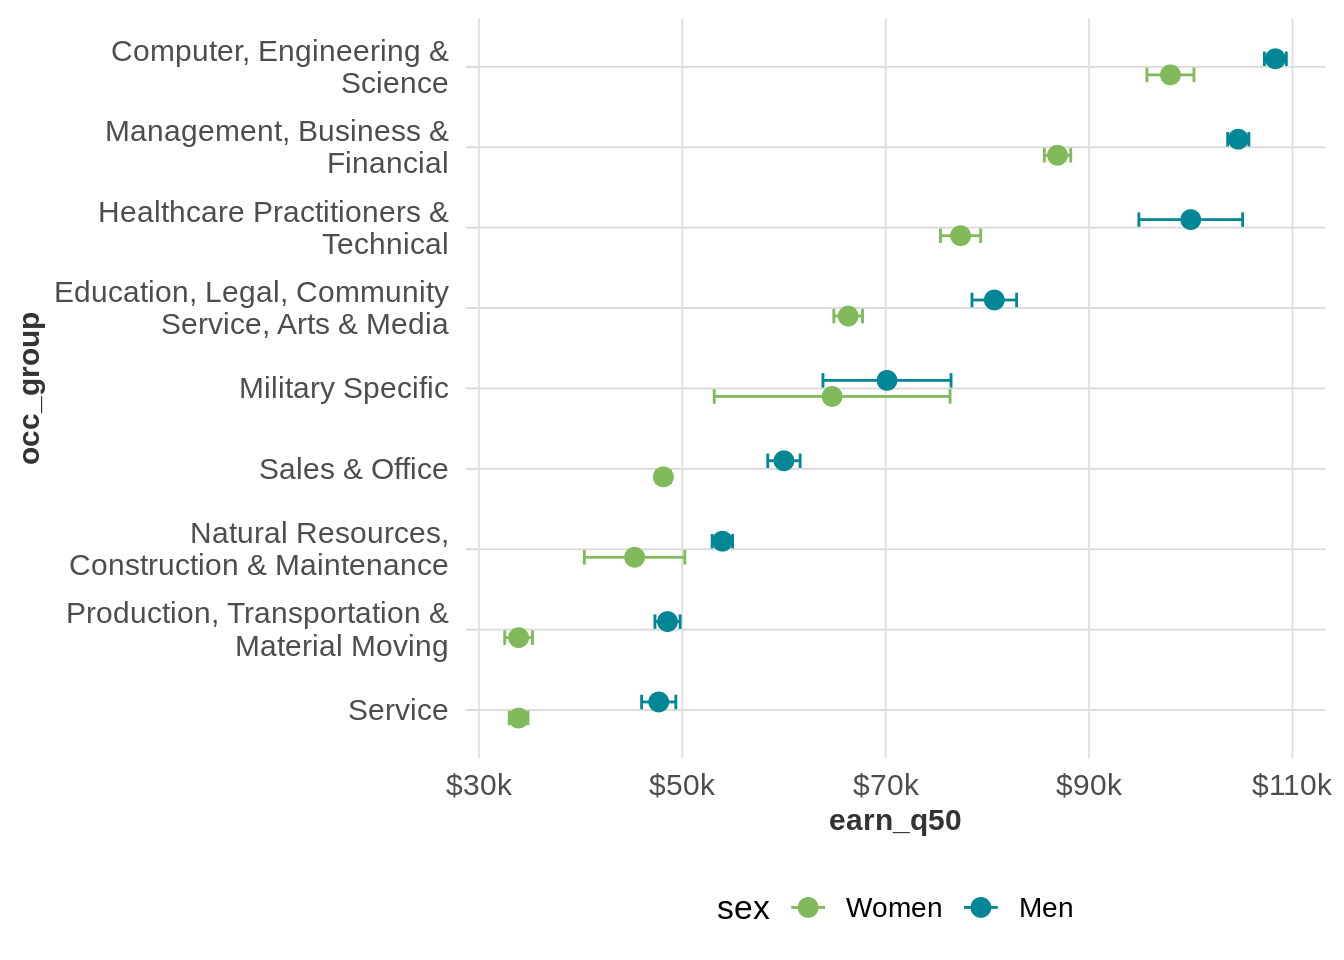 Computer, Engineering &
Science
Management, Business &
Financial
Healthcare Practitioners &
Technical
Education, Legal, Community
Service, Arts & Media
Military Specific
Sales & Office
Natural Resources,
Construction & Maintenance
Production, Transportation &
Material Moving
Service
occ_group
$30k $50k $70k $90k $110k
earn_q50
sex Women Men